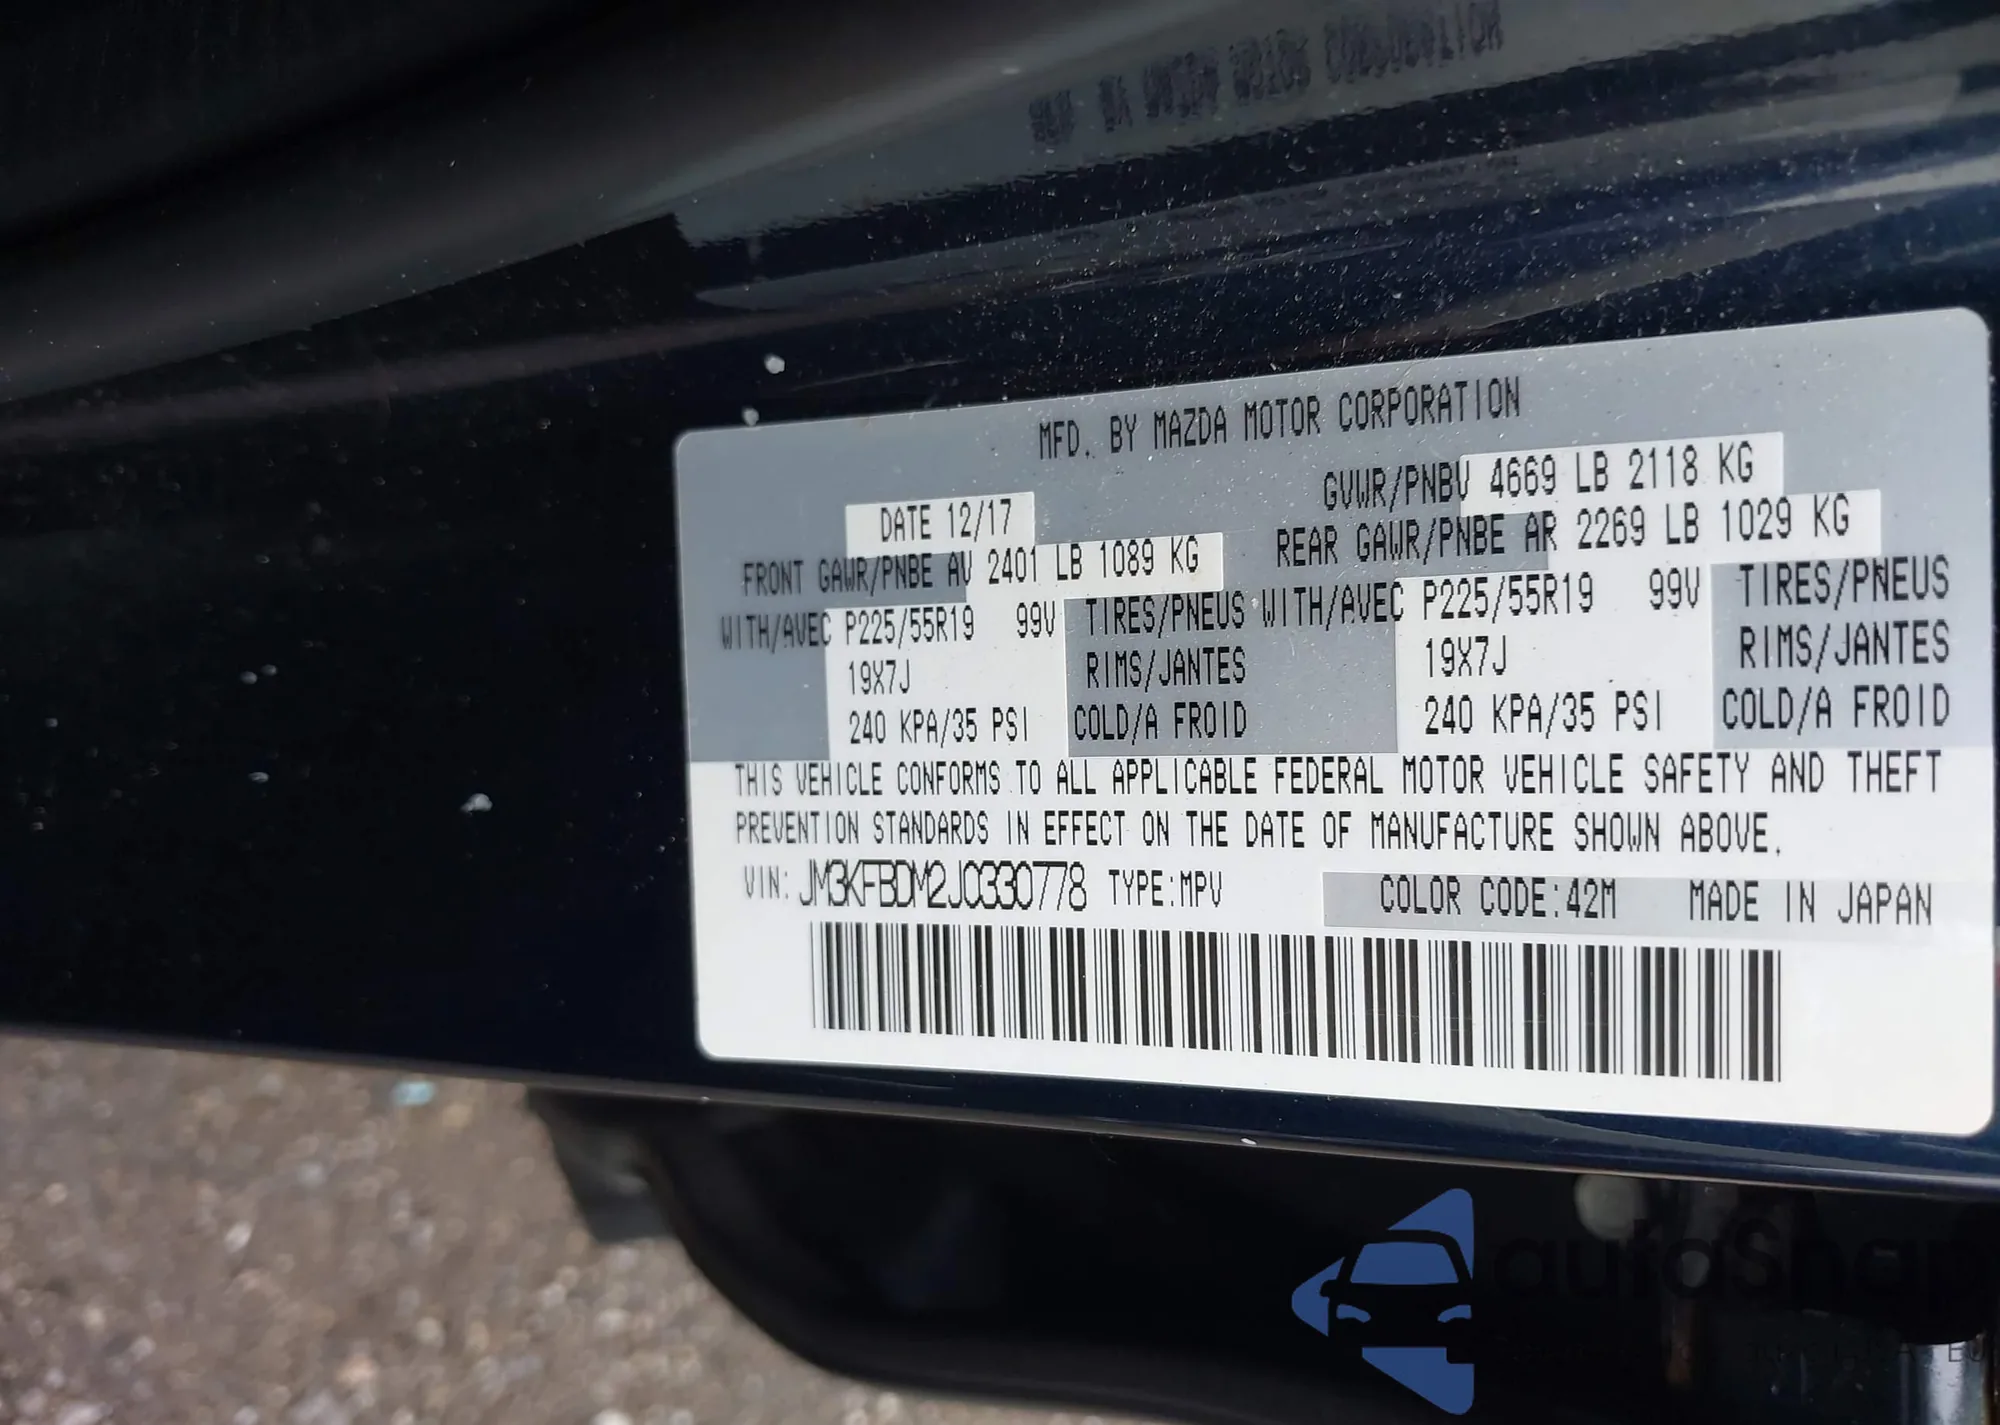 MFD. BY MAZDA MOTOR CORPORATION
GVWR/PNBV 4669 LB 2118 KG
DATE 12/17
FRONT GAWR/PNBE AV 2401 LB 1089 KG REAR GAWR/PNBE AR 2269 LB 1029 KG
WITH/AVEC P225/55R19 99V TIRES/PNEUS WITH/AVEC P225/55R19 99V TIRES/PNEUS
19X7J RIMS/JANTES 19X7J RIMS/JANTES
240 KPA/35 PSI COLD/A FROID 240 KPA/35 PSI COLD/A FROID
THIS VEHICLE CONFORMS TO ALL APPLICABLE FEDERAL MOTOR VEHICLE SAFETY AND THEFT
PREVENTION STANDARDS IN EFFECT ON THE DATE OF MANUFACTURE SHOWN ABOVE.
VIN: JM3KFBDM2J0330778 TYPE:MPV COLOR CODE:42M MADE IN JAPAN
autoSnap